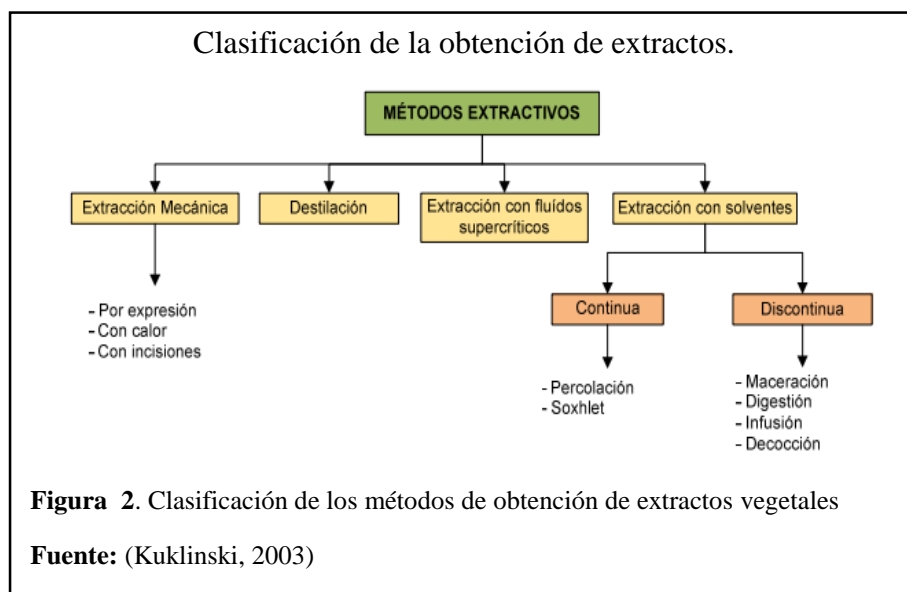 Clasificación de la obtención de extractos.
MÉTODOS EXTRACTIVOS
Extracción Mecánica
Destilación
Extracción con fluídos
supercríticos
Extracción con solventes
- Por expresión
- Con calor
- Con incisiones
Continua
Discontinua
- Percolación
- Soxhlet
- Maceración
- Digestión
- Infusión
- Decocción
Figura 2. Clasificación de los métodos de obtención de extractos vegetales
Fuente: (Kuklinski, 2003)